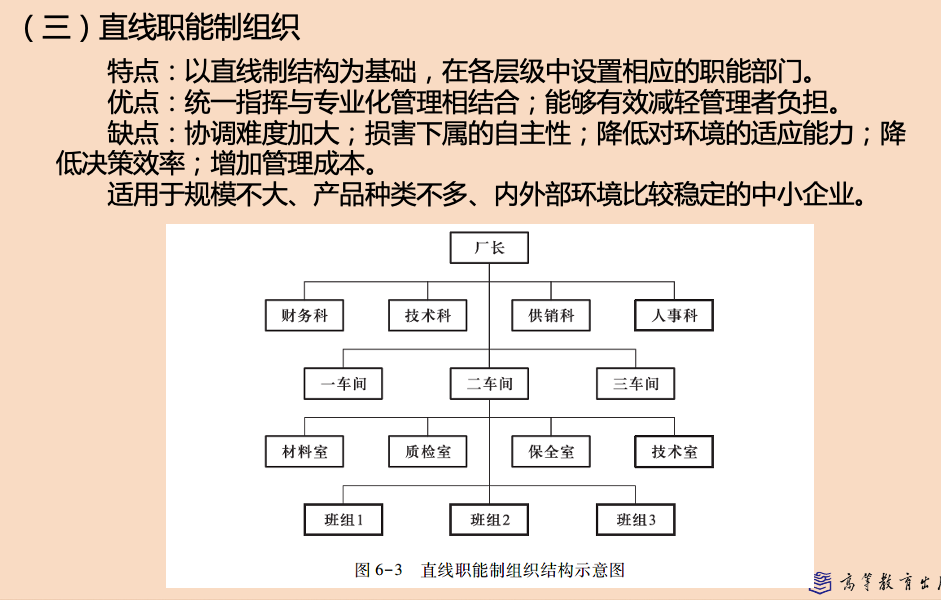 （三）直线职能制组织
特点：以直线制结构为基础，在各层级中设置相应的职能部门。
优点：统一指挥与专业化管理相结合；能够有效减轻管理者负担。
缺点：协调难度加大；损害下属的自主性；降低对环境的适应能力；降
低决策效率；增加管理成本。
适用于规模不大、产品种类不多、内外部环境比较稳定的中小企业。
厂长
财务科 技术科 供销科 人事科
一车间 二车间 三车间
材料室 质检室 保全室 技术室
班组1 班组2 班组3
图 6-3 直线职能制组织结构示意图
高等教育出